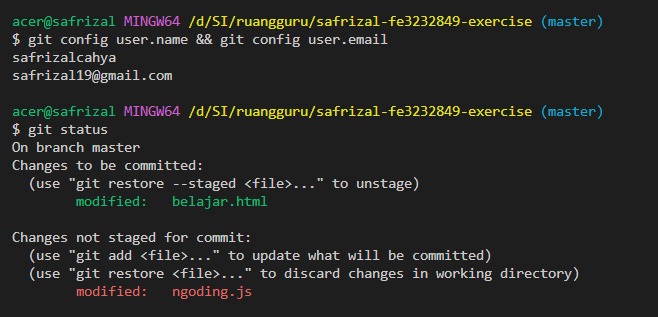 acer@safrizal MINGW64 /d/SI/ruangguru/safrizal-fe3232849-exercise (master)
$ git config user.name && git config user.email
safrizalcahya
safrizal19@gmail.com
acer@safrizal MINGW64 /d/SI/ruangguru/safrizal-fe3232849-exercise (master)
$ git status
On branch master
Changes to be committed:
(use "git restore --staged <file>..." to unstage)
modified: belajar.html
Changes not staged for commit:
(use "git add <file>..." to update what will be committed)
(use "git restore <file>..." to discard changes in working directory)
modified: ngoding.js